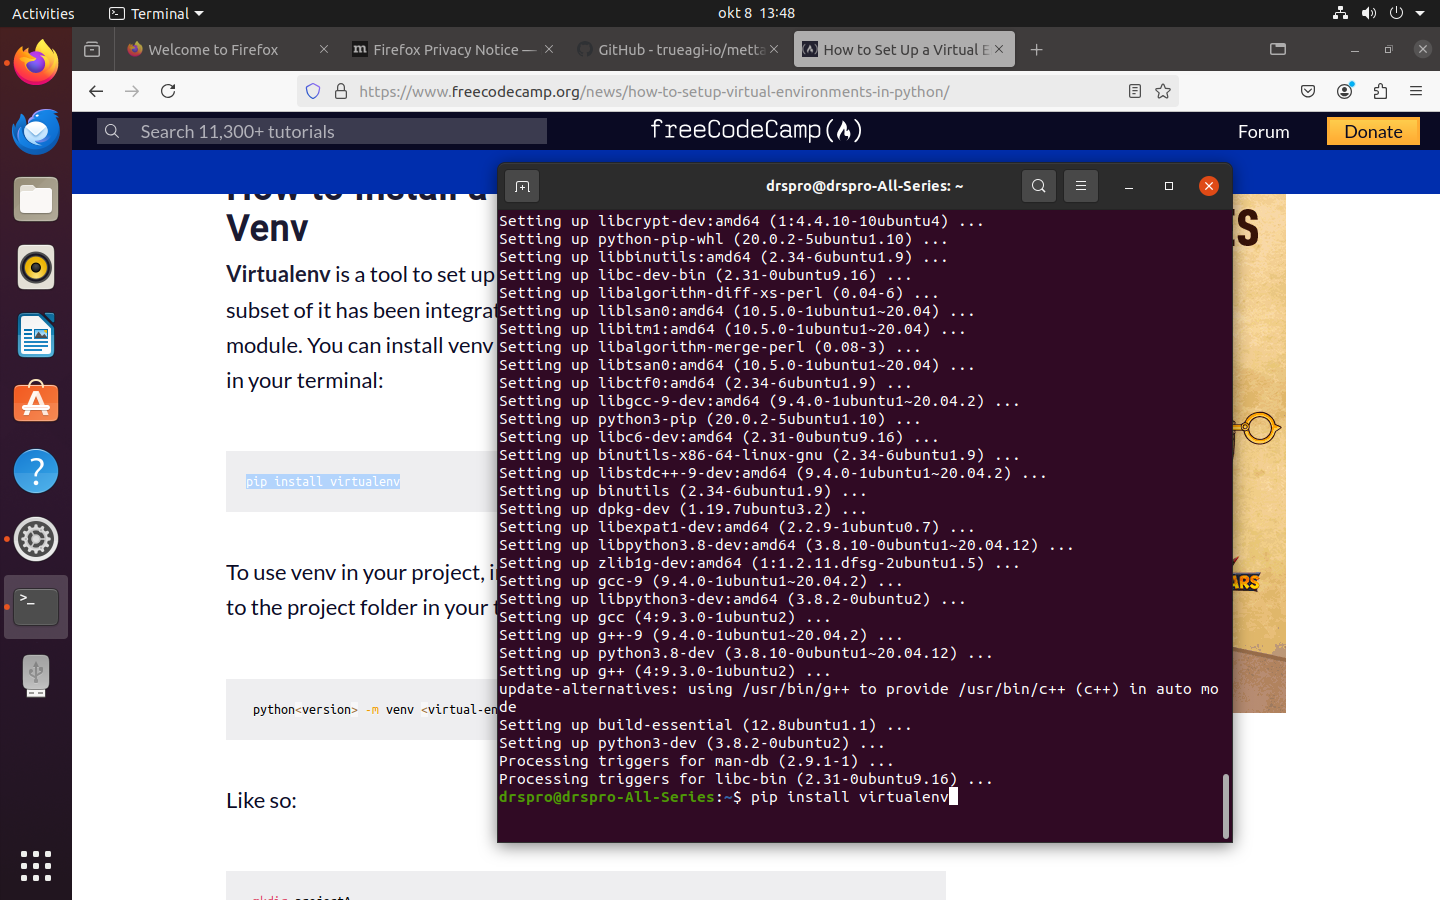 Activities
Terminal
okt 8 13:48
Welcome to Firefox
Firefox Privacy Notice —
GitHub - trueagi-io/metta
How to Set Up a Virtual E
https://www.freecodecamp.org/news/how-to-setup-virtual-environments-in-python/
Search 11,300+ tutorials
freeCodeCamp
Forum
Donate
How to Install a
Venv
Virtualenv is a tool to set up
subset of it has been integrat
module. You can install venv
in your terminal:
pip install virtualenv
To use venv in your project, i
to the project folder in your t
python<version> -m venv <virtual-en
Like so:
mkdir projectA
drspro@drspro-All-Series: ~
Setting up libcrypt-dev:amd64 (1:4.4.10-10ubuntu4) ...
Setting up python-pip-whl (20.0.2-5ubuntu1.10) ...
Setting up libbinutils:amd64 (2.34-6ubuntu1.9) ...
Setting up libc-dev-bin (2.31-0ubuntu9.16) ...
Setting up libalgorithm-diff-xs-perl (0.04-6) ...
Setting up liblsan0:amd64 (10.5.0-1ubuntu1~20.04) ...
Setting up libitm1:amd64 (10.5.0-1ubuntu1~20.04) ...
Setting up libalgorithm-merge-perl (0.08-3) ...
Setting up libtsan0:amd64 (10.5.0-1ubuntu1~20.04) ...
Setting up libctf0:amd64 (2.34-6ubuntu1.9) ...
Setting up libgcc-9-dev:amd64 (9.4.0-1ubuntu1~20.04.2) ...
Setting up python3-pip (20.0.2-5ubuntu1.10) ...
Setting up libc6-dev:amd64 (2.31-0ubuntu9.16) ...
Setting up binutils-x86-64-linux-gnu (2.34-6ubuntu1.9) ...
Setting up libstdc++-9-dev:amd64 (9.4.0-1ubuntu1~20.04.2) ...
Setting up binutils (2.34-6ubuntu1.9) ...
Setting up dpkg-dev (1.19.7ubuntu3.2) ...
Setting up libexpat1-dev:amd64 (2.2.9-1ubuntu0.7) ...
Setting up libpython3.8-dev:amd64 (3.8.10-0ubuntu1~20.04.12) ...
Setting up zlib1g-dev:amd64 (1:1.2.11.dfsg-2ubuntu1.5) ...
Setting up gcc-9 (9.4.0-1ubuntu1~20.04.2) ...
Setting up libpython3-dev:amd64 (3.8.2-0ubuntu2) ...
Setting up gcc (4:9.3.0-1ubuntu2) ...
Setting up g++-9 (9.4.0-1ubuntu1~20.04.2) ...
Setting up python3.8-dev (3.8.10-0ubuntu1~20.04.12) ...
Setting up g++ (4:9.3.0-1ubuntu2) ...
update-alternatives: using /usr/bin/g++ to provide /usr/bin/c++ (c++) in auto mo
de
Setting up build-essential (12.8ubuntu1.1) ...
Setting up python3-dev (3.8.2-0ubuntu2) ...
Processing triggers for man-db (2.9.1-1) ...
Processing triggers for libc-bin (2.31-0ubuntu9.16) ...
drspro@drspro-All-Series:~$ pip install virtualenv
ES
ARS